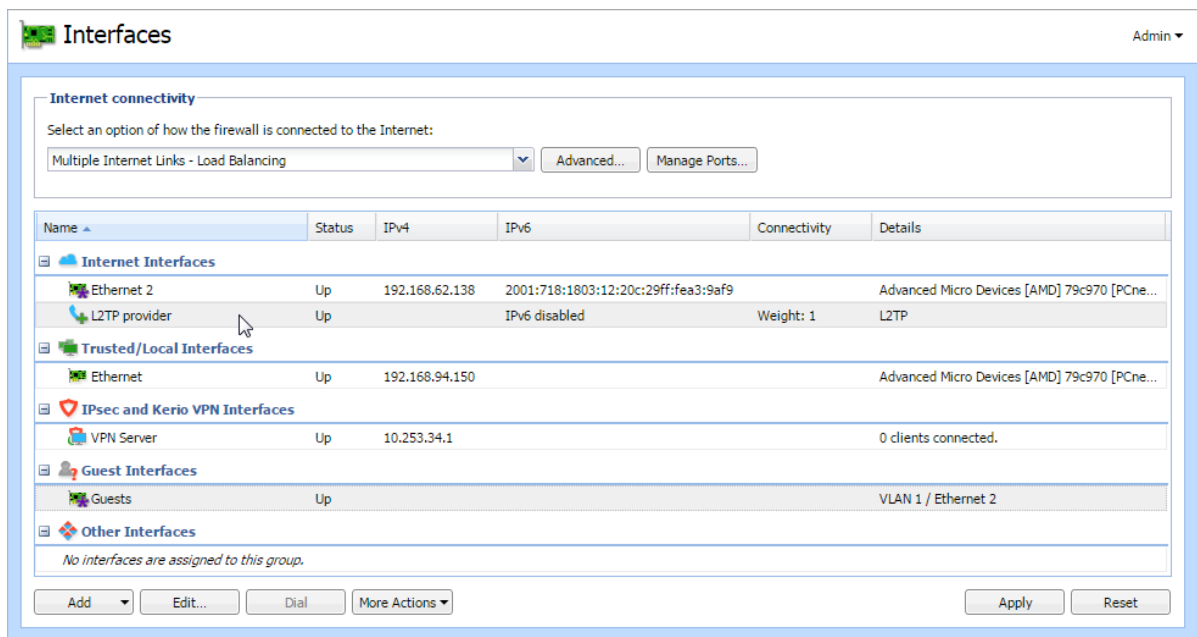 Interfaces
Admin
Internet connectivity
Select an option of how the firewall is connected to the Internet:
Multiple Internet Links - Load Balancing Advanced... Manage Ports...
Name Status IPv4 IPv6 Connectivity Details
Internet Interfaces
Ethernet 2 Up 192.168.62.138 2001:718:1803:12:20c:29ff:fea3:9af9 Advanced Micro Devices [AMD] 79c970 [PCne...
L2TP provider Up IPv6 disabled Weight: 1 L2TP
Trusted/Local Interfaces
Ethernet Up 192.168.94.150 Advanced Micro Devices [AMD] 79c970 [PCne...
IPsec and Kerio VPN Interfaces
VPN Server Up 10.253.34.1 0 clients connected.
Guest Interfaces
Guests Up VLAN 1 / Ethernet 2
Other Interfaces
No interfaces are assigned to this group.
Add Edit... Dial More Actions Apply Reset